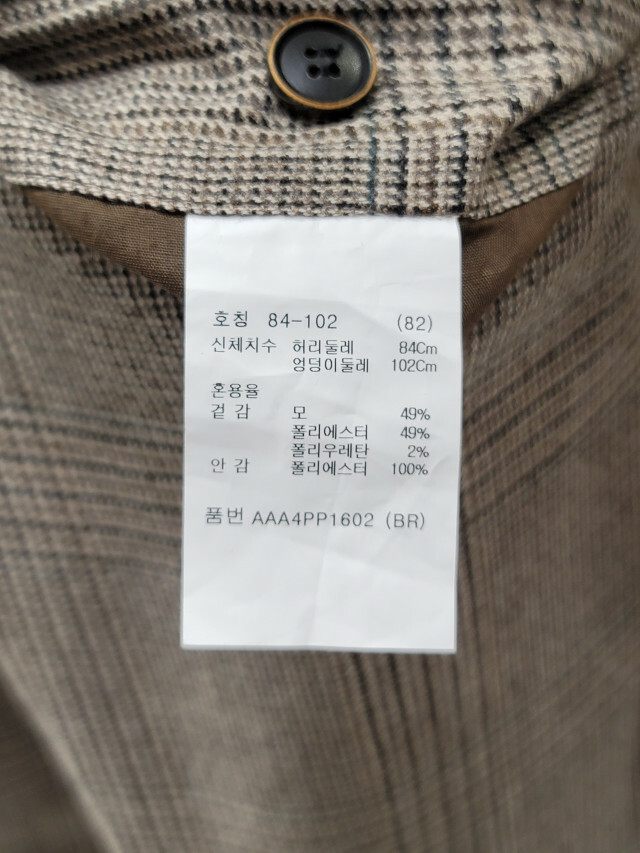 호칭 84-102 (82)
신체치수 허리둘레 84Cm
엉덩이둘레 102Cm
혼용율
겉감 모 49%
폴리에스터 49%
폴리우레탄 2%
안감 폴리에스터 100%
품번 AAA4PP1602 (BR)